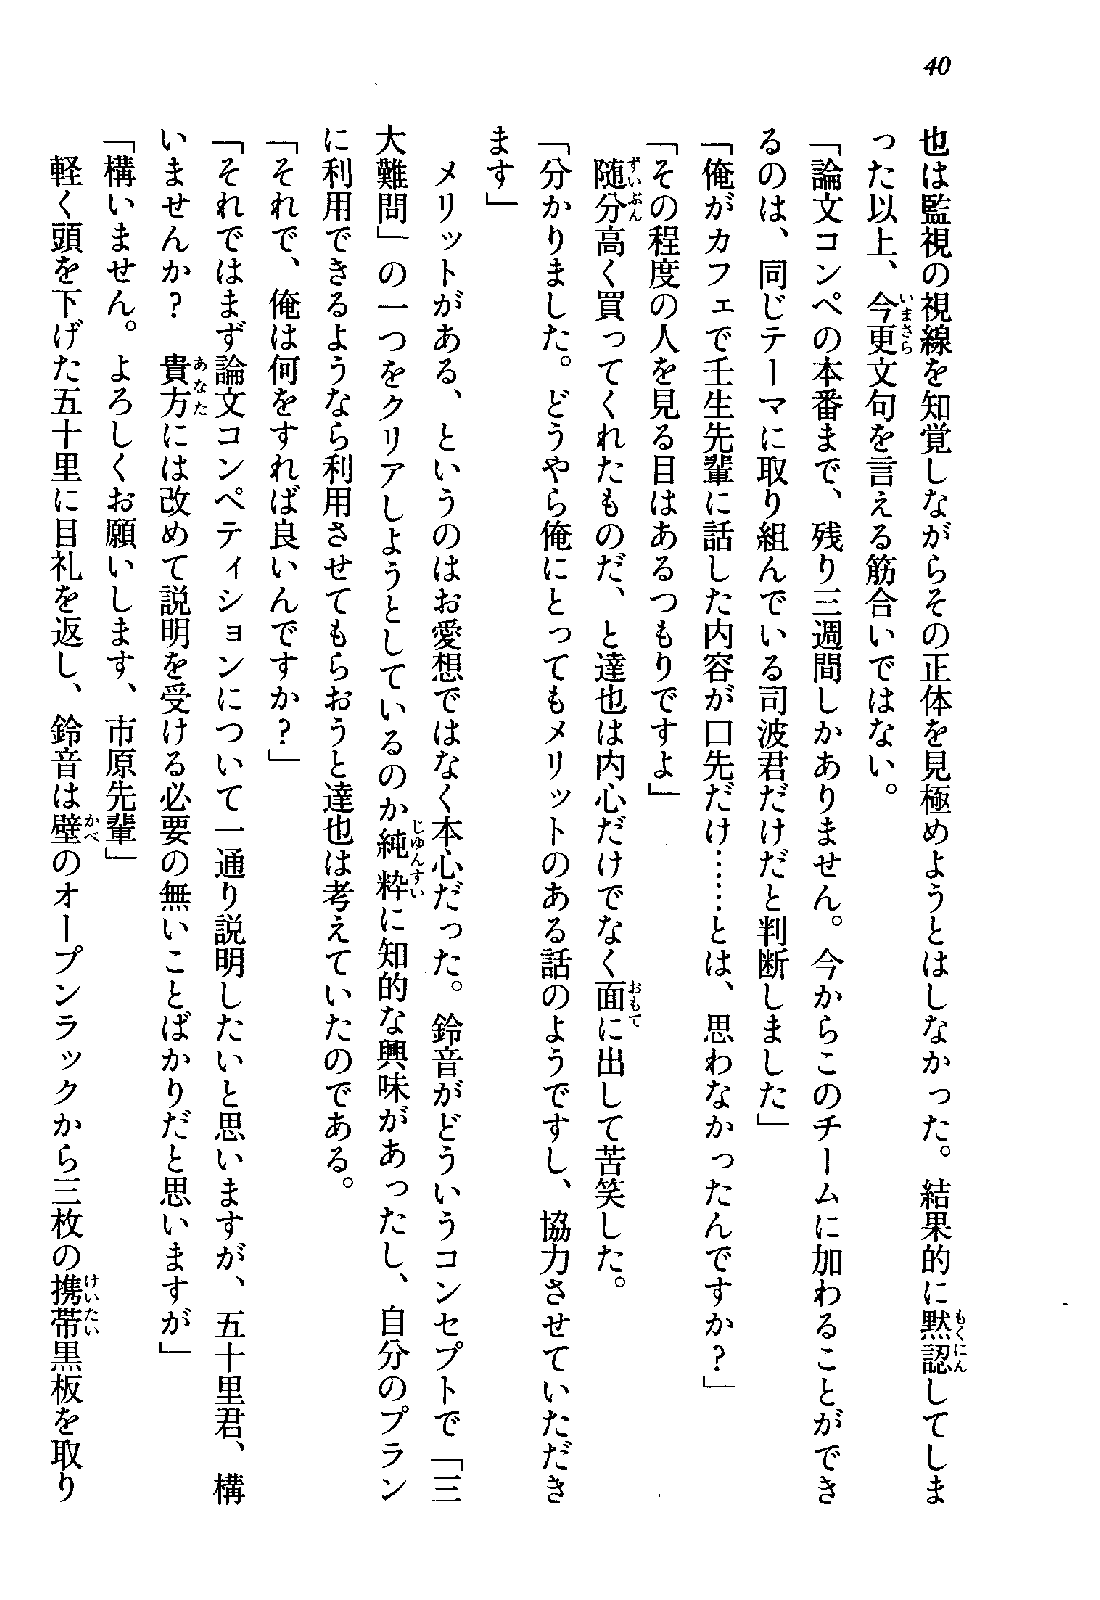 40
也は監視の視線を知覚しながらその正体を見極めようとはしなかった。結果的に黙認してしま
った以上、今更文句を言える筋合いではない。
「論文コンペの本番まで、残り三週間しかありません。今からこのチームに加わることができ
るのは、同じテーマに取り組んでいる司波君だけだと判断しました」
「俺がカフェで壬生先輩に話した内容が口先だけ……とは、思わなかったんですか？」
「その程度の人を見る目はあるつもりですよ」
随分高く買ってくれたものだ、と達也は内心だけでなく面に出して苦笑した。
「分かりました。どうやら俺にとってもメリットのある話のようですし、協力させていただき
ます」
メリットがある、というのはお愛想ではなく本心だった。鈴音がどういうコンセプトで「三
大難問」の一つをクリアしようとしているのか純粋に知的な興味があったし、自分のプラン
に利用できるようなら利用させてもらおうと達也は考えていたのである。
「それで、俺は何をすれば良いんですか？」
「それではまず論文コンペティションについて一通り説明したいと思いますが、五十里君、構
いませんか？　貴方には改めて説明を受ける必要の無いことばかりだと思いますが」
「構いません。よろしくお願いします、市原先輩」
軽く頭を下げた五十里に目礼を返し、鈴音は壁のオープンラックから三枚の携帯黒板を取り